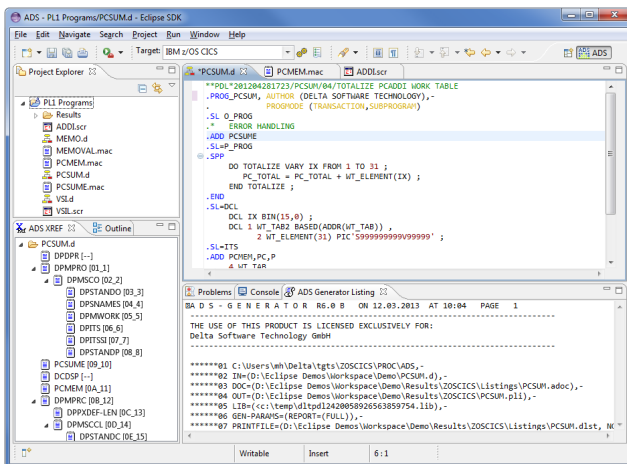 ADS - PL1 Programs/PCSUM.d - Eclipse SDK
File Edit Navigate Search Project Run Window Help
Target: IBM z/OS CICS
ADS
Project Explorer
PL1 Programs
Results
ADDI.scr
MEMO.d
MEMOVAL.mac
PCMEM.mac
PCSUM.d
PCSUME.mac
VSI.d
VSIL.scr
ADS XREF Outline
PCSUM.d
DPDPR [--]
DPMPRO [01_1]
DPMSCO [02_2]
DPSTANDO [03_3]
DPSNAMES [04_4]
DPMWORK [05_5]
DPITS [06_6]
DPITSSI [07_7]
DPSTANDP [08_8]
PCSUME [09_10]
DCDSP [--]
PCMEM [0A_11]
DPMPRC [0B_12]
DPPXDEF-LEN [0C_13]
DPMSCCL [0D_14]
DPSTANDC [0E_15]
*PCSUM.d PCMEM.mac ADDI.scr
**PDL*201204281723/PCSUM/04/TOTALIZE PCADDI WORK TABLE
.PROG_PCSUM, AUTHOR (DELTA SOFTWARE TECHNOLOGY),-
PROGMODE (TRANSACTION,SUBPROGRAM)
.SL O_PROG
.* ERROR HANDLING
.ADD PCSUME
.SL=P_PROG
.SPP
DO TOTALIZE VARY IX FROM 1 TO 31 ;
PC_TOTAL = PC_TOTAL + WT_ELEMENT(IX) ;
END TOTALIZE ;
.END
.SL=DCL
DCL IX BIN(15,0) ;
DCL 1 WT_TAB2 BASED(ADDR(WT_TAB)) ,
2 WT_ELEMENT(31) PIC'S999999999V99999' ;
.SL=ITS
.ADD PCMEM,PC,P
4 WT_TAB
Problems Console ADS Generator Listing
A D S - G E N E R A T O R R6.0 B ON 12.03.2013 AT 10:04 PAGE 1
THE USE OF THIS PRODUCT IS LICENSED EXCLUSIVELY FOR:
Delta Software Technology GmbH
******01 C:\Users\mh\Delta\tgts\ZOSCICS\PROC\ADS,-
******02 IN=(D:\Eclipse Demos\Workspace\Demo\PCSUM.d),-
******03 DOC=(D:\Eclipse Demos\Workspace\Demo\Results\ZOSCICS\Listings\PCSUM.adoc),-
******04 OUT=(D:\Eclipse Demos\Workspace\Demo\Results\ZOSCICS\PCSUM.pli),-
******05 LIB=(<c:\temp\dltpdl2420058926563859754.lib),-
******06 GEN-PARAMS=(REPORT=(FULL)),-
******07 PRINTFILE=(D:\Eclipse Demos\Workspace\Demo\Results\ZOSCICS\Listings\PCSUM.dlst, NO
Writable Insert 6 : 1